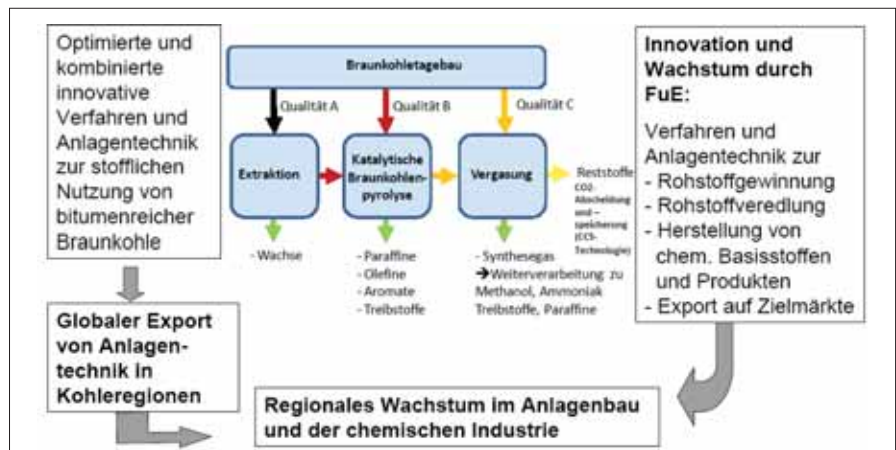 Optimierte und
kombinierte
innovative
Verfahren und
Anlagentechnik
zur stofflichen
Nutzung von
bitumenreicher
Braunkohle
Globaler Export
von Anlagen-
technik in
Kohleregionen
Braunkohletagebau
Qualität A
Qualität B
Qualität C
Extraktion
Katalytische
Braunkohlen-
pyrolyse
Vergasung
Reststoffe
CO2-
Abscheidung
und –
speicherung
(CCS-
Technologie)
- Wachse
- Paraffine
- Olefine
- Aromate
- Treibstoffe
- Synthesegas
➔Weiterverarbeitung zu
Methanol, Ammoniak
Treibstoffe, Paraffine
Innovation und
Wachstum durch
FuE:
Verfahren und
Anlagentechnik zur
- Rohstoffgewinnung
- Rohstoffveredlung
- Herstellung von
chem. Basisstoffen
und Produkten
- Export auf Zielmärkte
Regionales Wachstum im Anlagenbau
und der chemischen Industrie